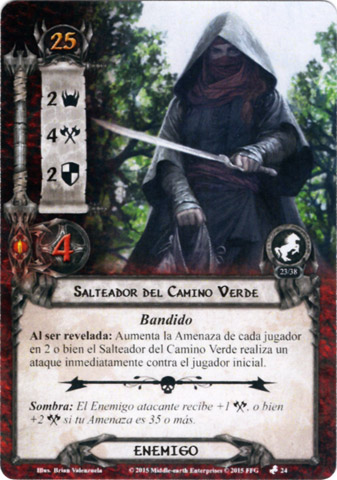 25
2
4
2
4
23/38
Salteador del Camino Verde
Bandido
Al ser revelada: Aumenta la Amenaza de cada jugador
en 2 o bien el Salteador del Camino Verde realiza un
ataque inmediatamente contra el jugador inicial.
Sombra: El Enemigo atacante recibe +1 , o bien
+2 si tu Amenaza es 35 o más.
ENEMIGO
Illus. Brian Valenzuela
© 2015 Middle-earth Enterprises © 2015 FFG
24